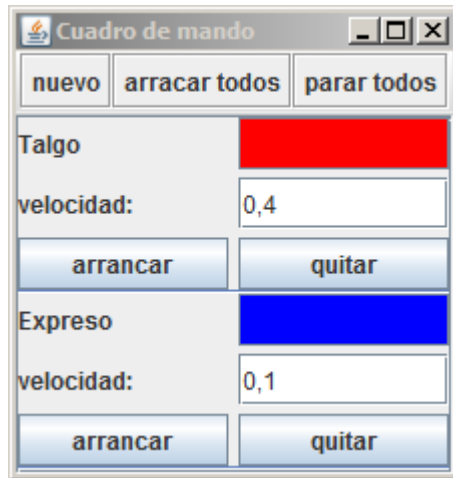 Cuadro de mando
nuevo arracar todos parar todos
Talgo
velocidad: 0,4
arrancar quitar
Expreso
velocidad: 0,1
arrancar quitar